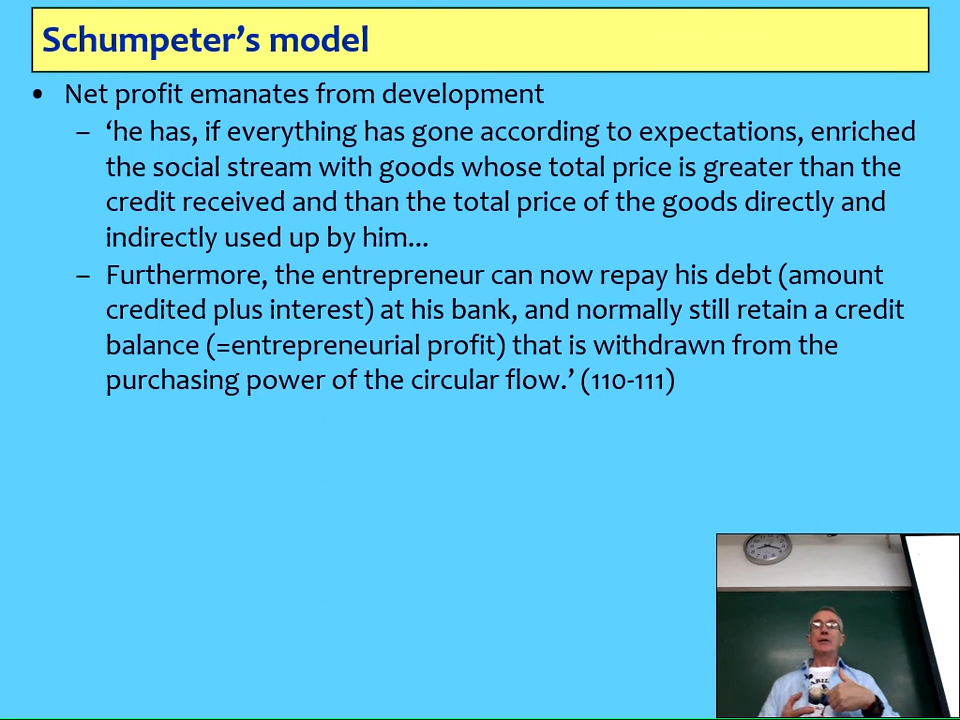 Schumpeter’s model
• Net profit emanates from development
– ‘he has, if everything has gone according to expectations, enriched
the social stream with goods whose total price is greater than the
credit received and than the total price of the goods directly and
indirectly used up by him...
– Furthermore, the entrepreneur can now repay his debt (amount
credited plus interest) at his bank, and normally still retain a credit
balance (=entrepreneurial profit) that is withdrawn from the
purchasing power of the circular flow.’ (110-111)